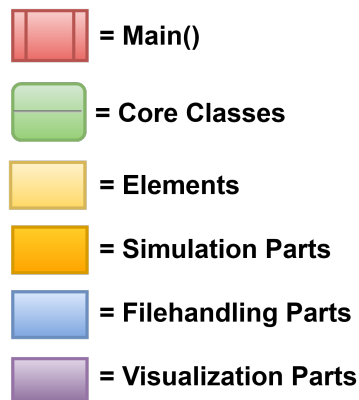 = Main()
= Core Classes
= Elements
= Simulation Parts
= Filehandling Parts
= Visualization Parts